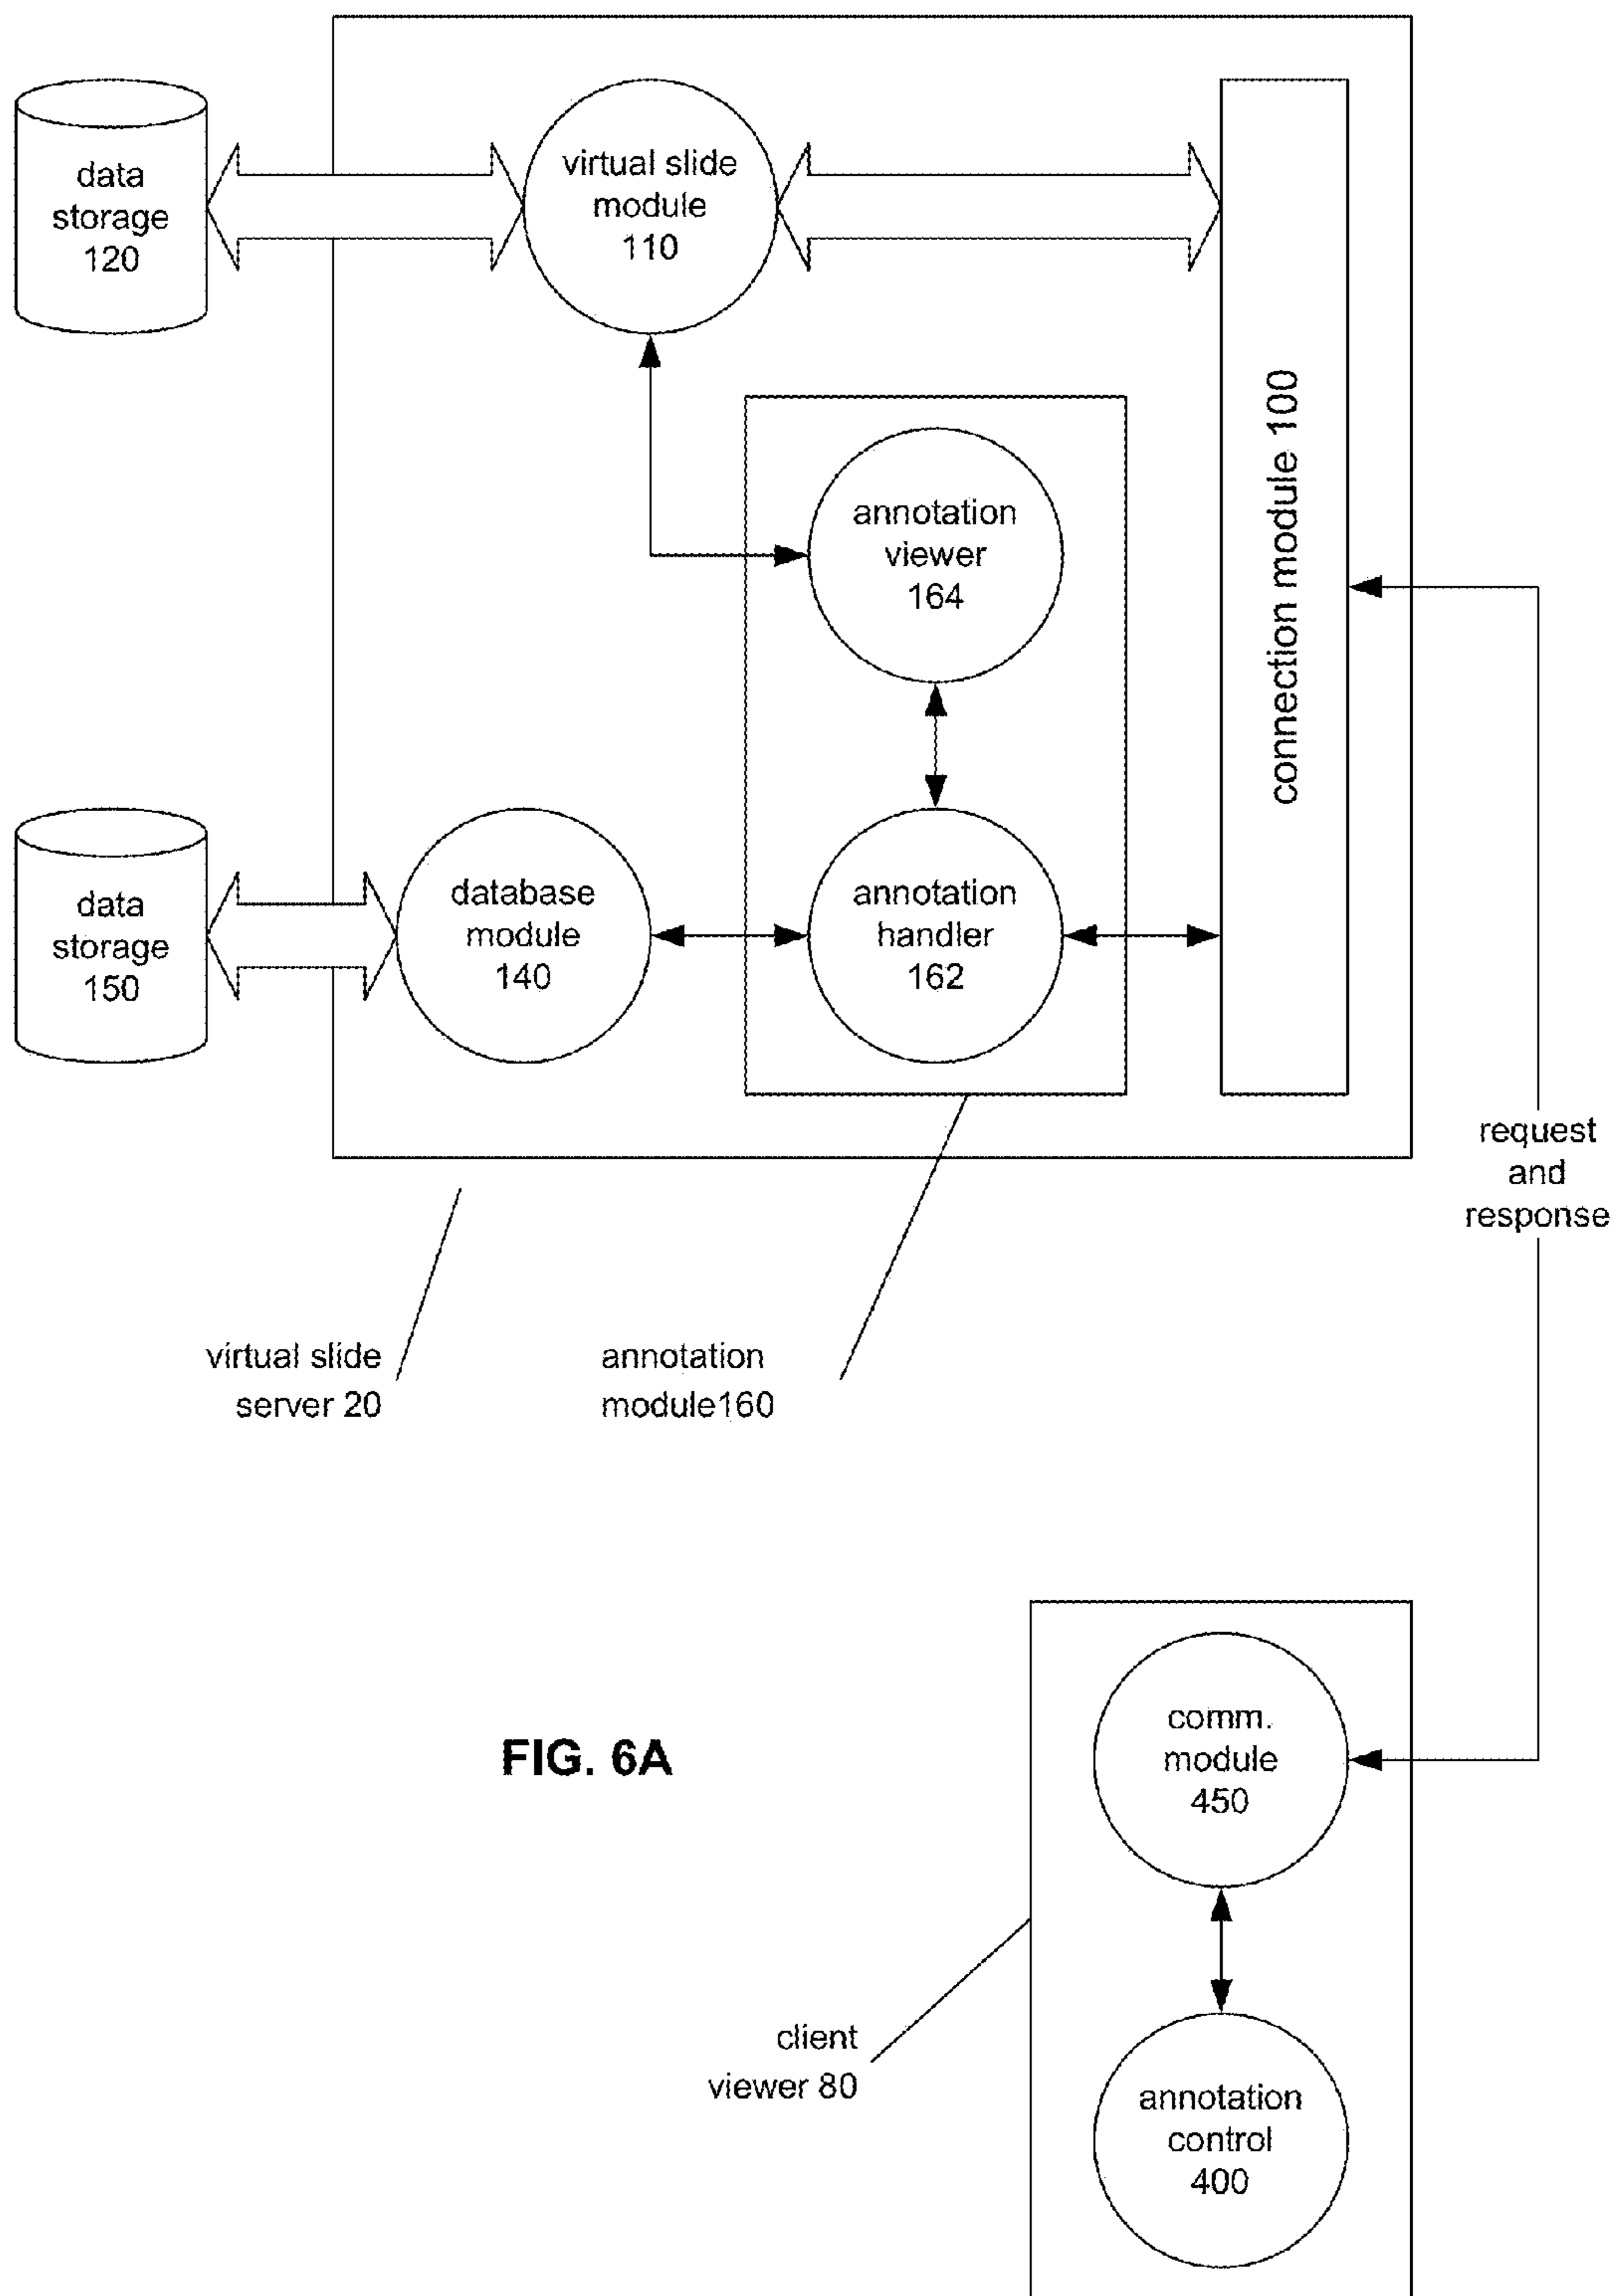 data
storage
120
virtual slide
module
110
connection module 100
annotation
viewer
164
data
storage
150
database
module
140
annotation
handler
162
request
and
response
virtual slide
server 20
annotation
module160
FIG. 6A
comm.
module
450
client
viewer 80
annotation
control
400